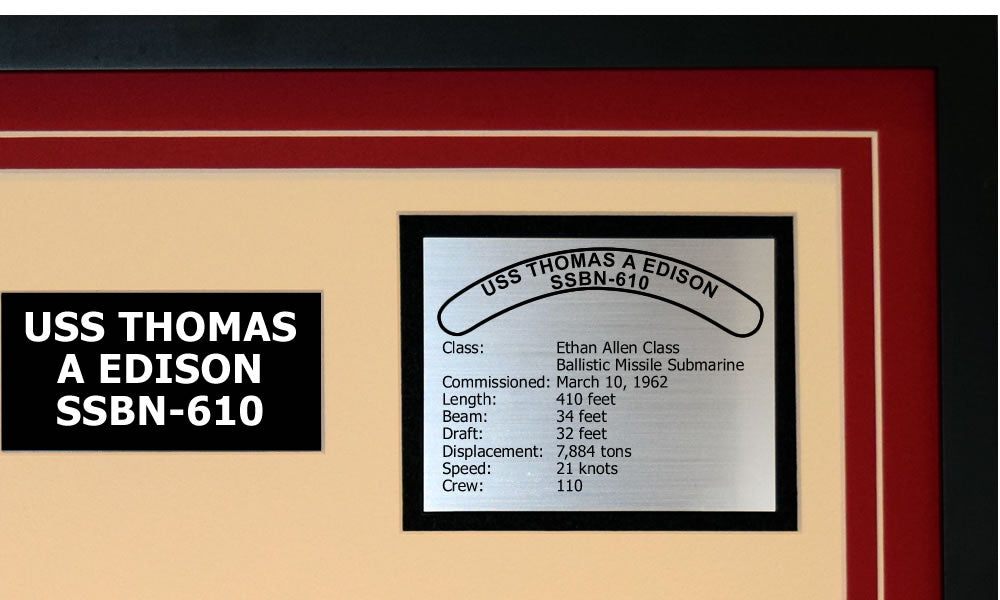 USS THOMAS
A EDISON
SSBN-610
USS THOMAS A EDISON
SSBN-610
Class: Ethan Allen Class
Ballistic Missile Submarine
Commissioned: March 10, 1962
Length: 410 feet
Beam: 34 feet
Draft: 32 feet
Displacement: 7,884 tons
Speed: 21 knots
Crew: 110